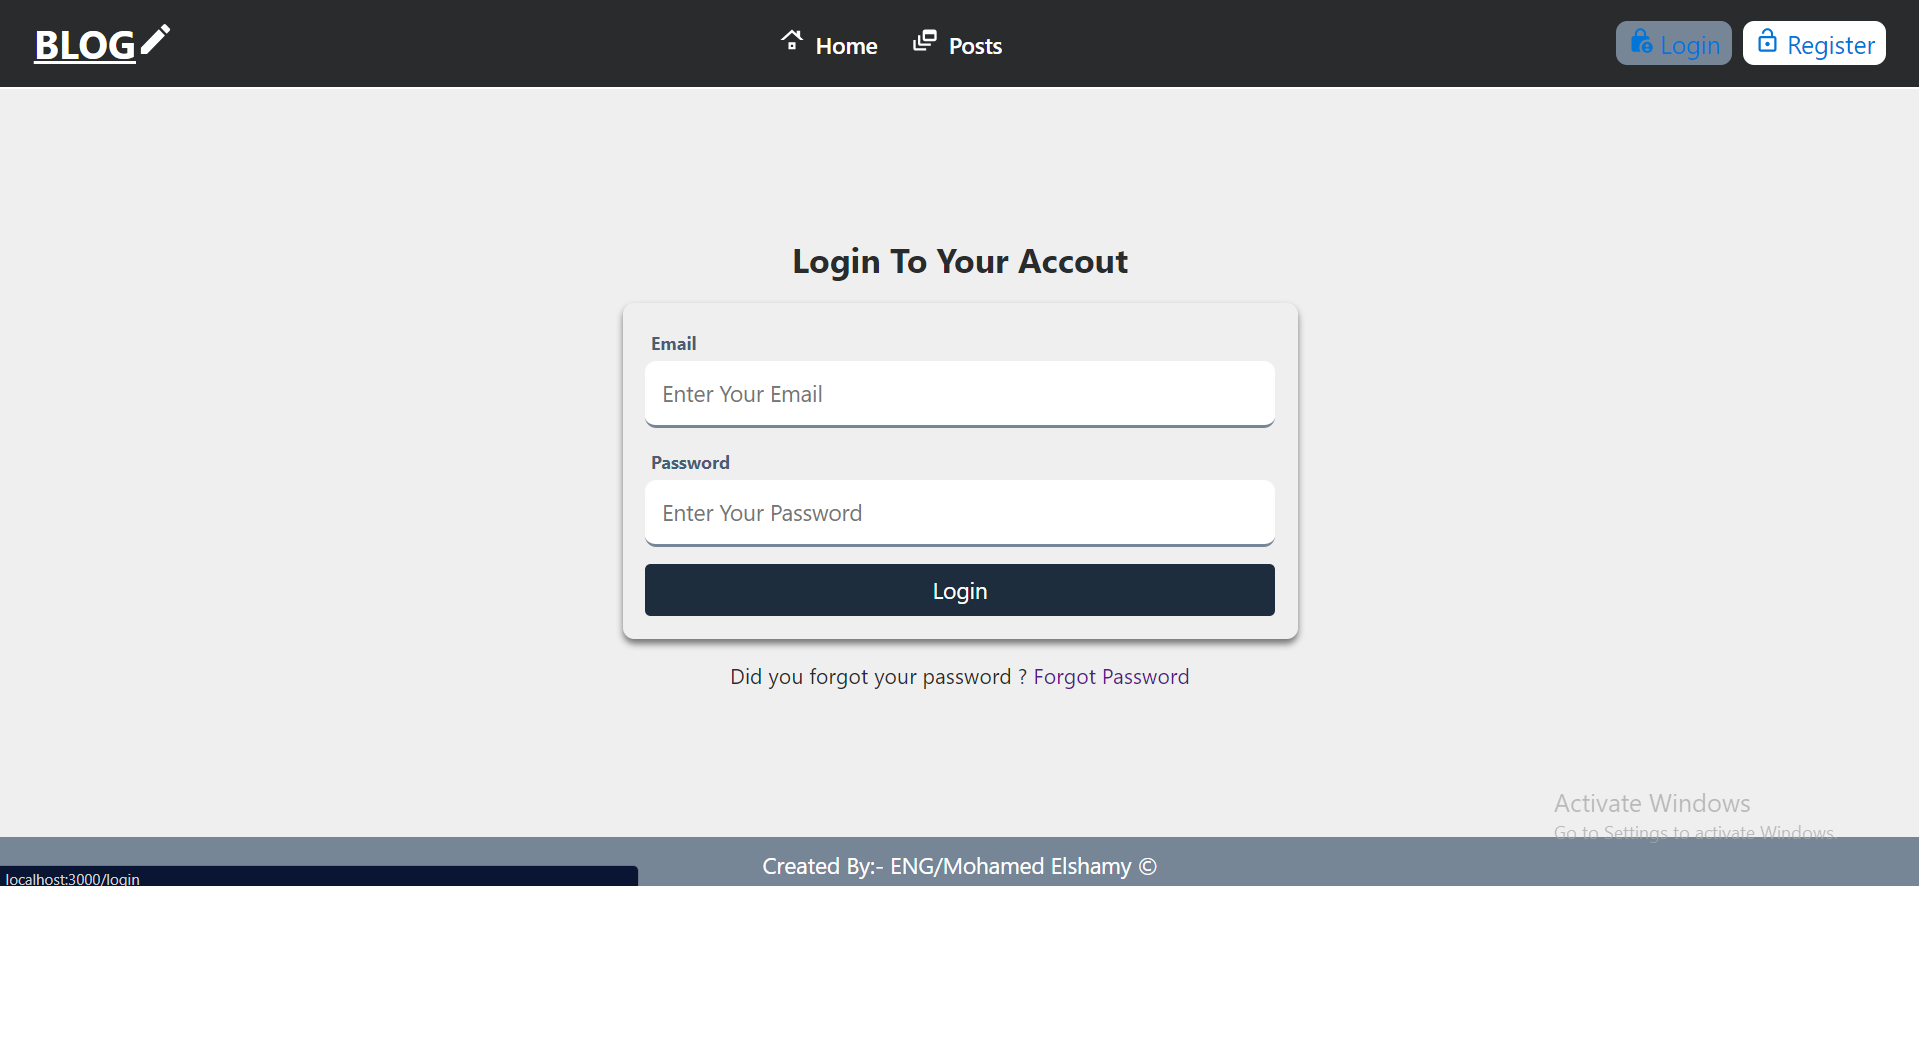 BLOG
Home
Posts
Login
Register
Login To Your Accout
Email
Enter Your Email
Password
Enter Your Password
Login
Did you forgot your password ? Forgot Password
Activate Windows
Go to Settings to activate Windows.
Created By:- ENG/Mohamed Elshamy ©
localhost:3000/login